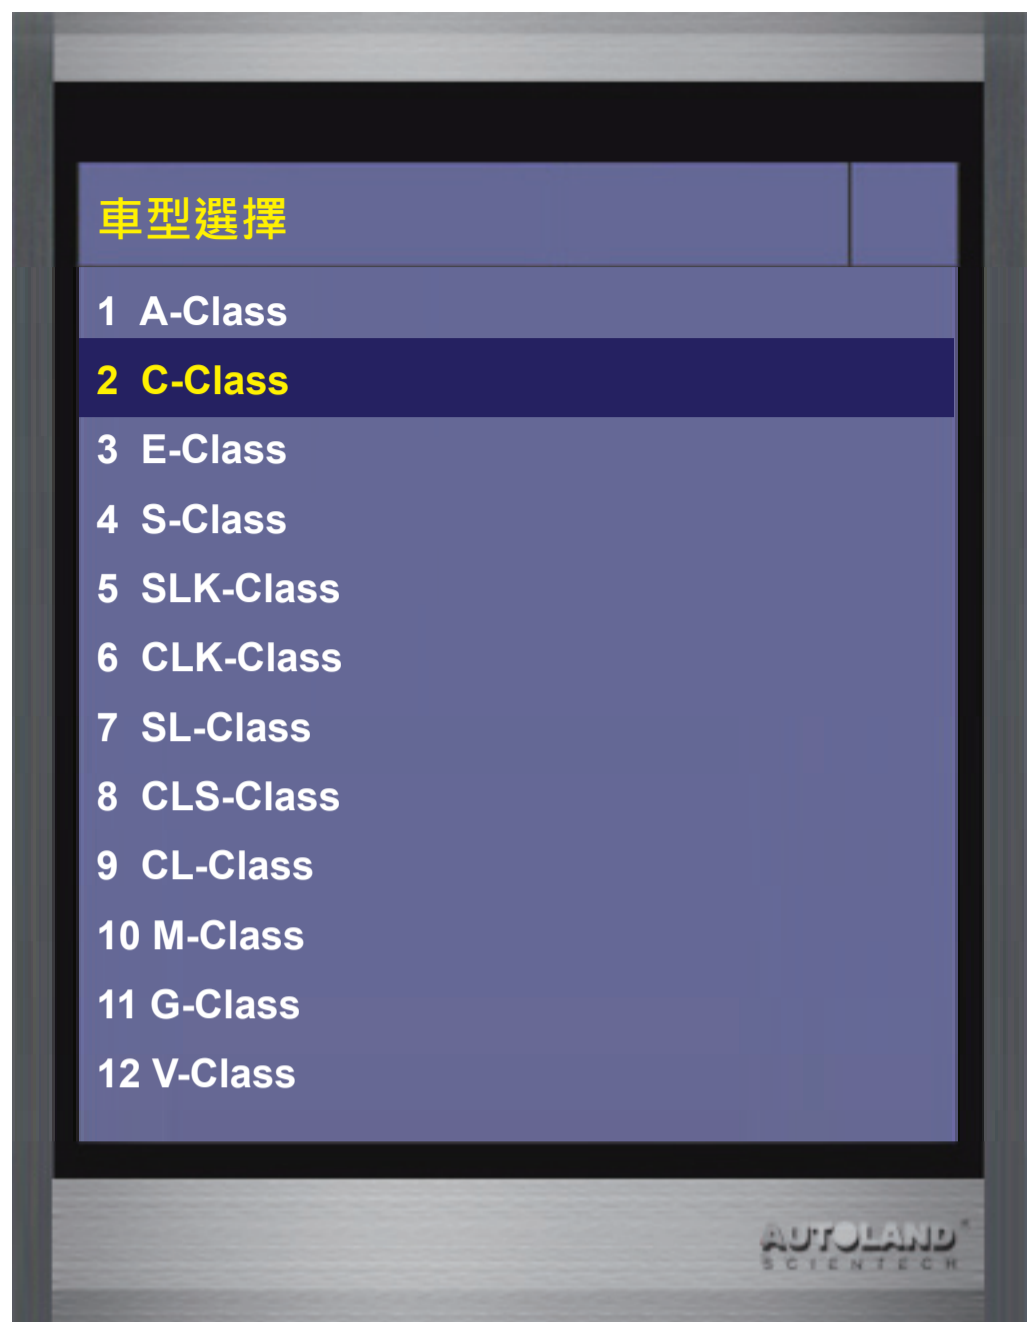 車型選擇
1 A-Class
2 C-Class
3 E-Class
4 S-Class
5 SLK-Class
6 CLK-Class
7 SL-Class
8 CLS-Class
9 CL-Class
10 M-Class
11 G-Class
12 V-Class
AUTOLAND
SCIENTECH